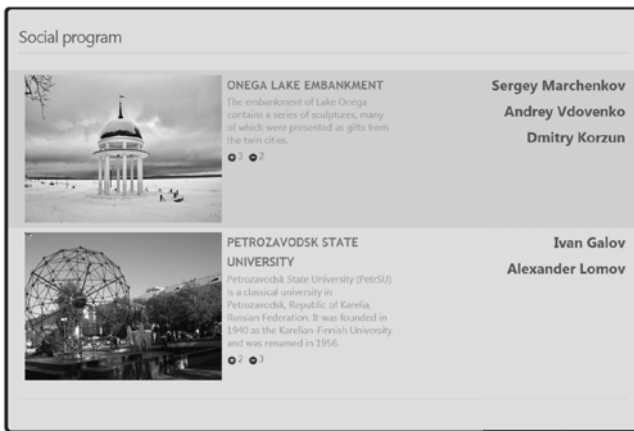 Social program
ONEGA LAKE EMBANKMENT
The embankment of Lake Onega
contains a series of sculptures, many
of which were presented as gifts from
the twin cities.
3 2
Sergey Marchenkov
Andrey Vdovenko
Dmitry Korzun
PETROZAVODSK STATE
UNIVERSITY
Petrozavodsk State University (PetrSU)
is a classical university in
Petrozavodsk, Republic of Karelia,
Russian Federation. It was founded in
1940 as the Karelian-Finnish University
and was renamed in 1956.
2 3
Ivan Galov
Alexander Lomov